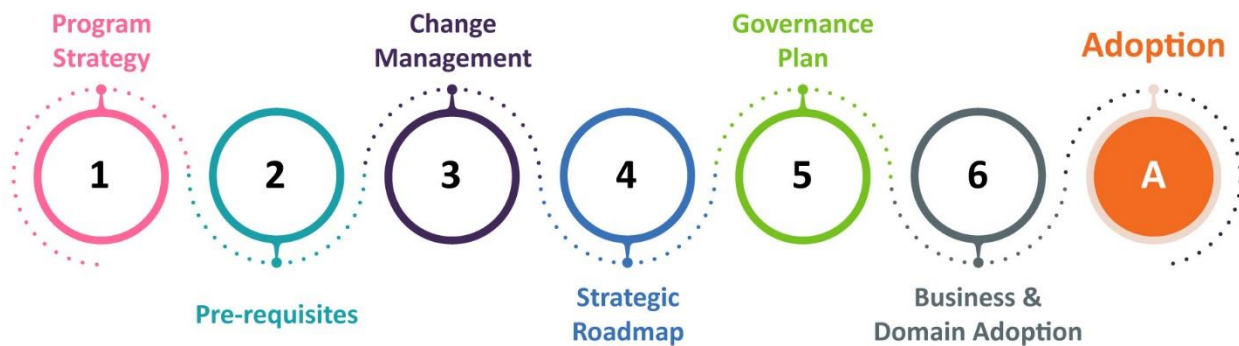 Program
Strategy
1
Pre-requisites
2
Change
Management
3
Strategic
Roadmap
4
Governance
Plan
5
Business &
Domain Adoption
6
Adoption
A